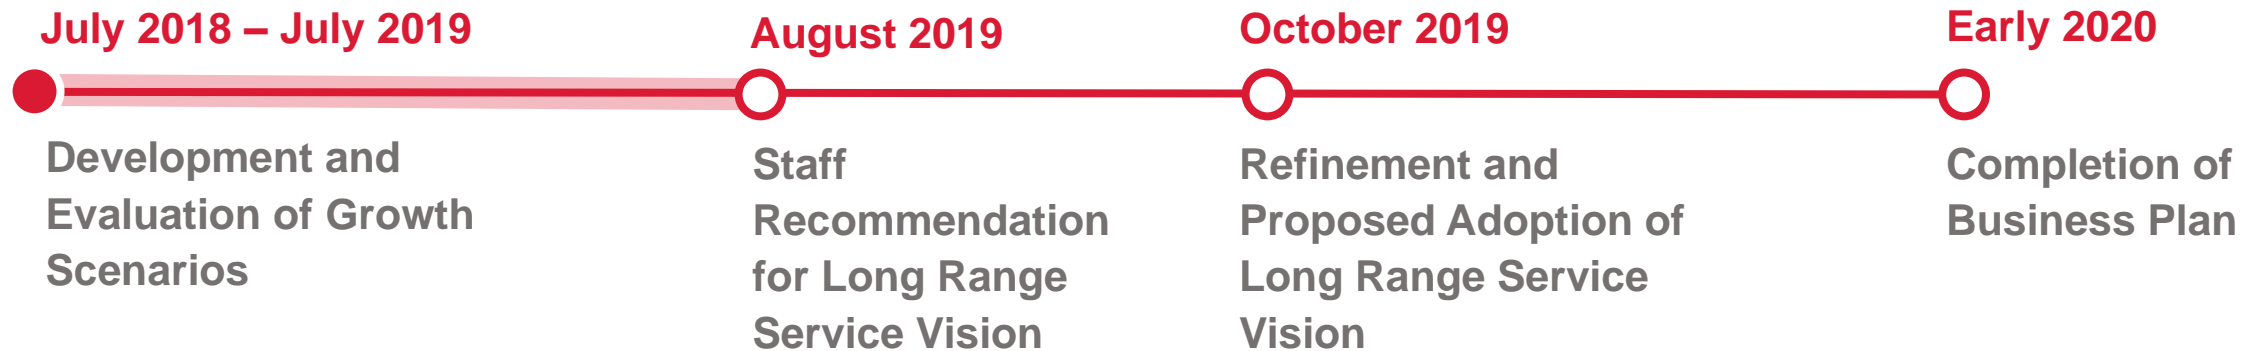 July 2018 – July 2019
Development and
Evaluation of Growth
Scenarios
August 2019
Staff
Recommendation
for Long Range
Service Vision
October 2019
Refinement and
Proposed Adoption of
Long Range Service
Vision
Early 2020
Completion of
Business Plan